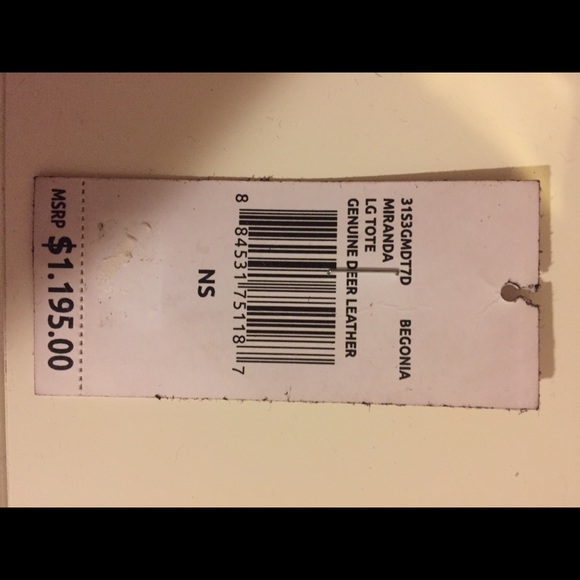 31S3GMDT7D BEGONIA
MIRANDA
LG TOTE
GENUINE DEER LEATHER
8 84531 75118 7
NS
MSRP $1,195.00